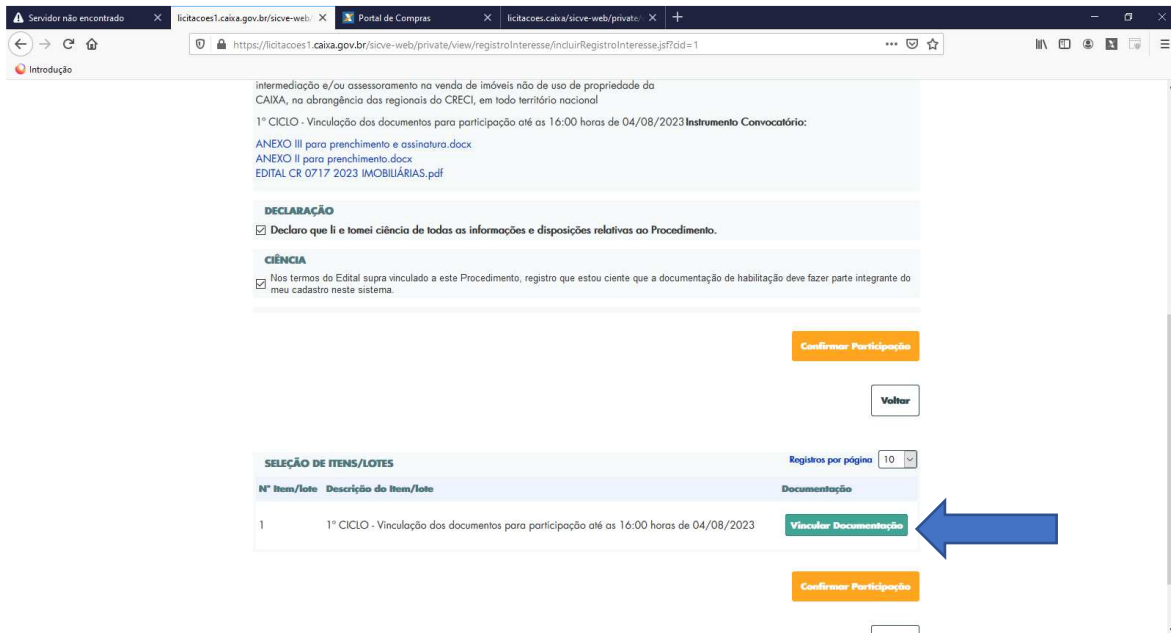 Servidor não encontrado
licitacoes1.caixa.gov.br/sicve-web/
Portal de Compras
licitacoes.caixa/sicve-web/private/
https://licitacoes1.caixa.gov.br/sicve-web/private/view/registroInteresse/incluirRegistroInteresse.jsf?cid=1
Introdução
intermediação e/ou assessoramento na venda de imóveis não de uso de propriedade da
CAIXA, na abrangência das regionais do CRECI, em todo território nacional
1º CICLO - Vinculação dos documentos para participação até as 16:00 horas de 04/08/2023 Instrumento Convocatório:
ANEXO III para prenchimento e assinatura.docx
ANEXO II para prenchimento.docx
EDITAL CR 0717 2023 IMOBILIÁRIAS.pdf
DECLARAÇÃO
Declaro que li e tomei ciência de todas as informações e disposições relativas ao Procedimento.
CIÊNCIA
Nos termos do Edital supra vinculado a este Procedimento, registro que estou ciente que a documentação de habilitação deve fazer parte integrante do
meu cadastro neste sistema.
Confirmar Participação
Voltar
SELEÇÃO DE ITENS/LOTES
Registros por página 10
Nº Item/lote Descrição do Item/lote Documentação
1 1º CICLO - Vinculação dos documentos para participação até as 16:00 horas de 04/08/2023 Vincular Documentação
Confirmar Participação